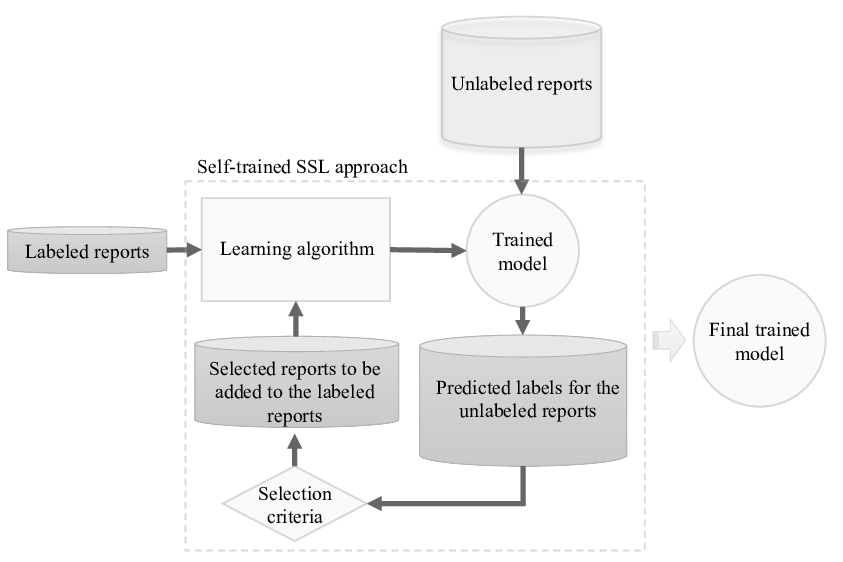 Unlabeled reports
Self-trained SSL approach
Labeled reports
Learning algorithm
Trained
model
Selected reports to be
added to the labeled
reports
Predicted labels for the
unlabeled reports
Selection
criteria
Final trained
model